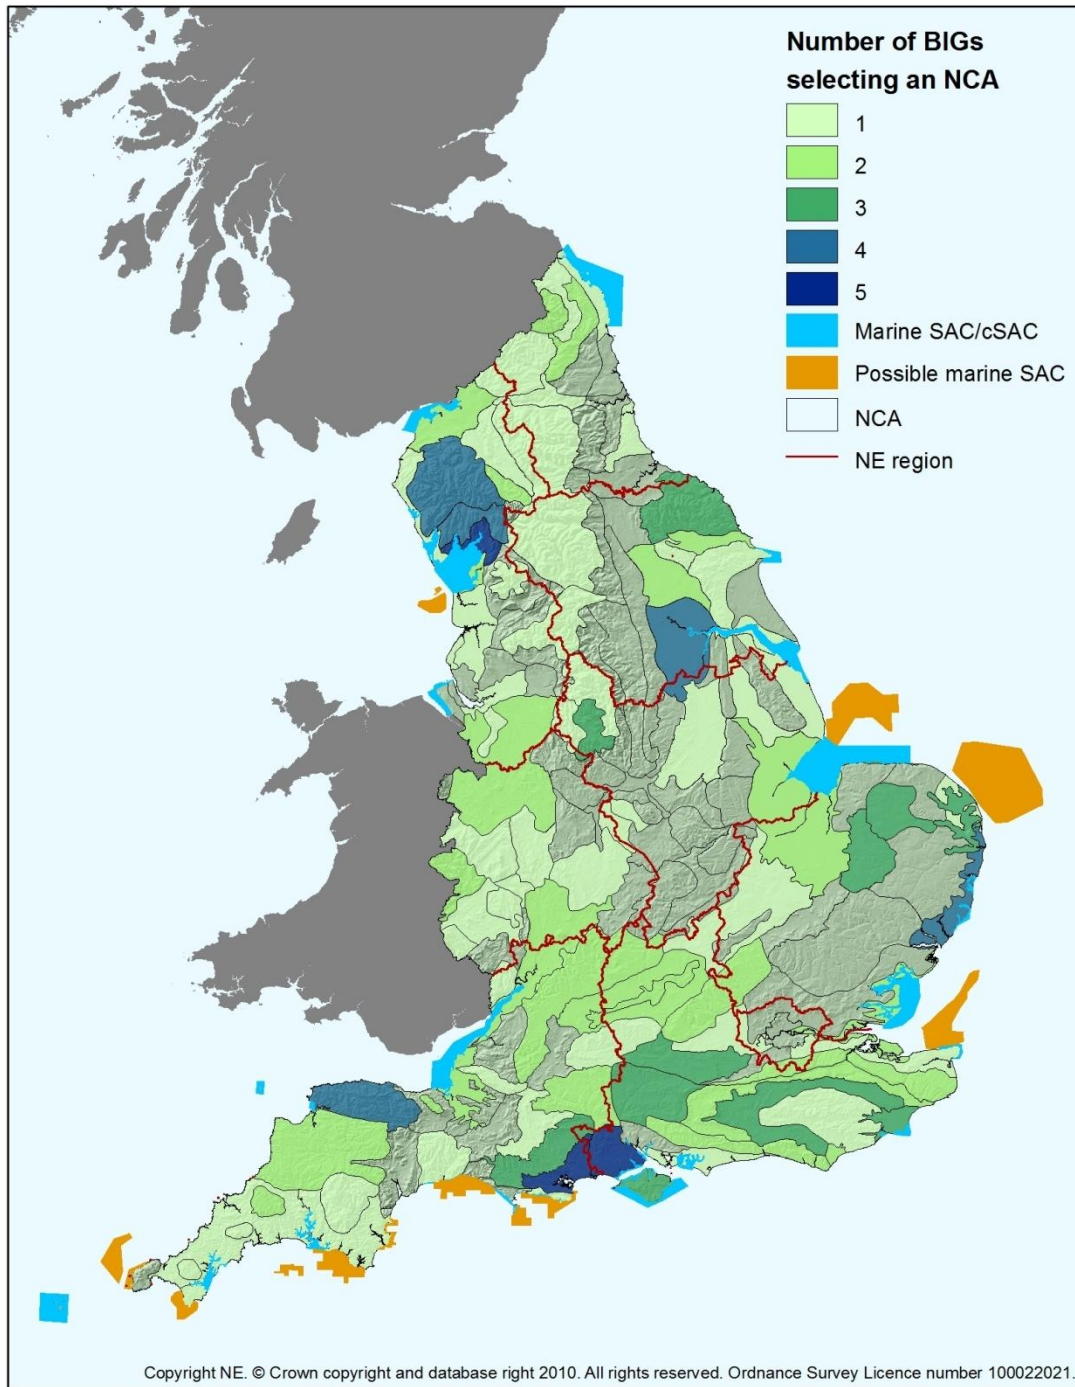 Number of BIGs
selecting an NCA
1
2
3
4
5
Marine SAC/cSAC
Possible marine SAC
NCA
NE region
Copyright NE. © Crown copyright and database right 2010. All rights reserved. Ordnance Survey Licence number 100022021.